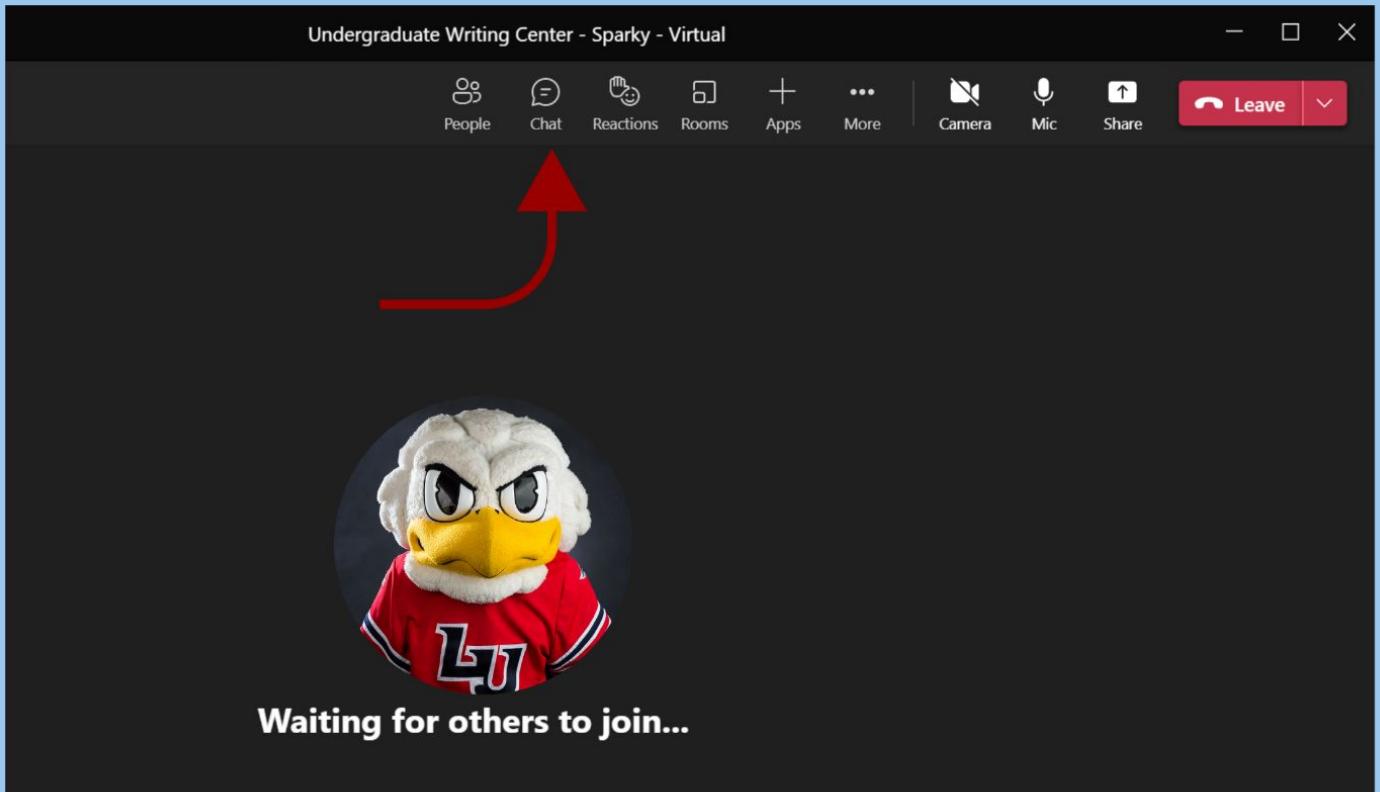 Undergraduate Writing Center - Sparky - Virtual
People Chat Reactions Rooms Apps More Camera Mic Share Leave
LU
Waiting for others to join...